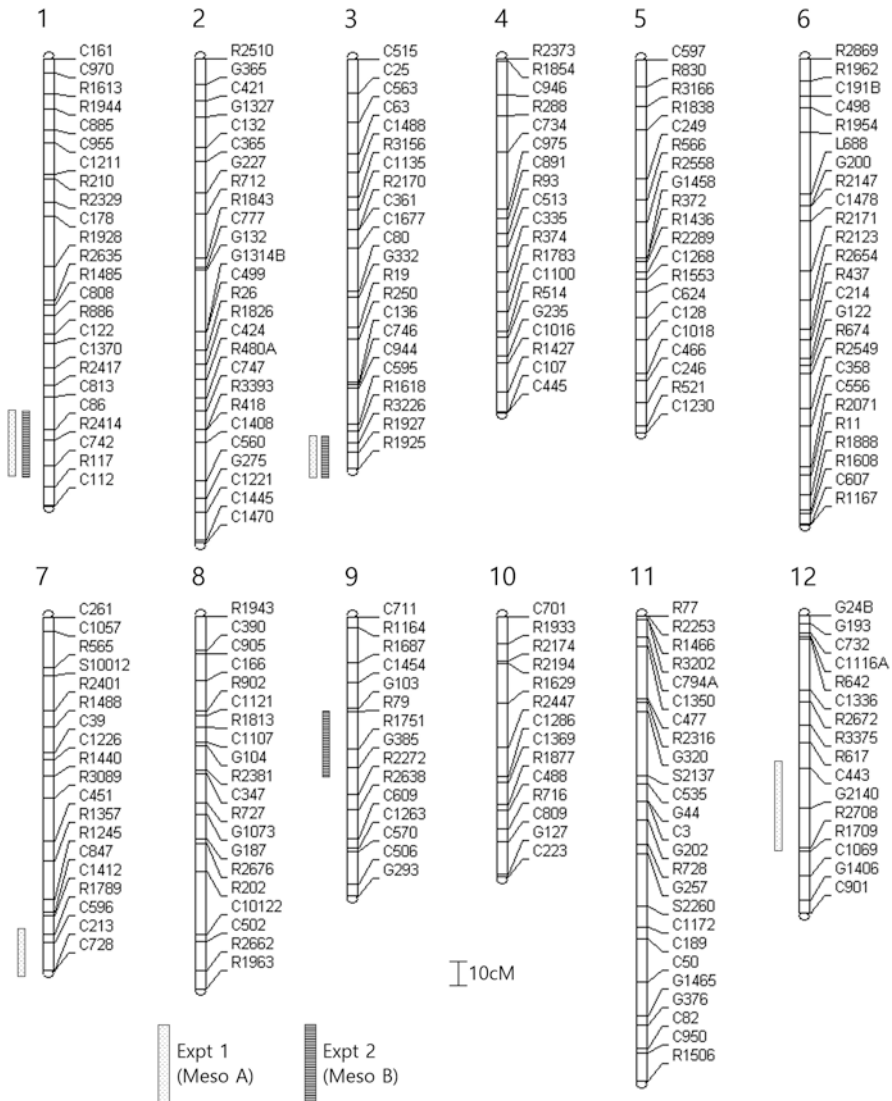 1
C161
C970
R1613
R1944
C885
C955
C1211
R210
R2329
C178
R1928
R2635
R1485
C808
R886
C122
C1370
R2417
C813
C86
R2414
C742
R117
C112
2
R2510
G365
C421
G1327
C132
C365
G227
R712
R1843
C777
G132
G1314B
C499
R26
R1826
C424
R480A
C747
R3393
R418
C1408
C560
G275
C1221
C1445
C1470
3
C515
C25
C563
C63
C1488
R3156
C1135
R2170
C361
C1677
C80
G332
R19
R250
C136
C746
C944
C595
R1618
R3226
R1927
R1925
4
R2373
R1854
C946
R288
C734
C975
C891
R93
C513
C335
R374
R1783
C1100
R514
G235
C1016
R1427
C107
C445
5
C597
R830
R3166
R1838
C249
R566
R2558
G1458
R372
R1436
R2289
C1268
R1553
C624
C128
C1018
C466
C246
R521
C1230
6
R2869
R1962
C191B
C498
R1954
L688
G200
R2147
C1478
R2171
R2123
R2654
R437
C214
G122
R674
R2549
C358
C556
R2071
R11
R1888
R1608
C607
R1167
7
C261
C1057
R565
S10012
R2401
R1488
C39
C1226
R1440
R3089
C451
R1357
R1245
C847
C1412
R1789
C596
C213
C728
8
R1943
C390
C905
C166
R902
C1121
R1813
C1107
G104
R2381
C347
R727
G1073
G187
R2676
R202
C10122
C502
R2662
R1963
9
C711
R1164
R1687
C1454
G103
R79
R1751
G385
R2272
R2638
C609
C1263
C570
C506
G293
10
C701
R1933
R2174
R2194
R1629
R2447
C1286
C1369
R1877
C488
R716
C809
G127
C223
11
R77
R2253
R1466
R3202
C794A
C1350
C477
R2316
G320
S2137
C535
G44
C3
G202
R728
G257
S2260
C1172
C189
C50
G1465
G376
C82
C950
R1506
12
G24B
G193
C732
C1116A
R642
C1336
R2672
R3375
R617
C443
G2140
R2708
R1709
C1069
G1406
C901
10cM
Expt 1
(Meso A)
Expt 2
(Meso B)